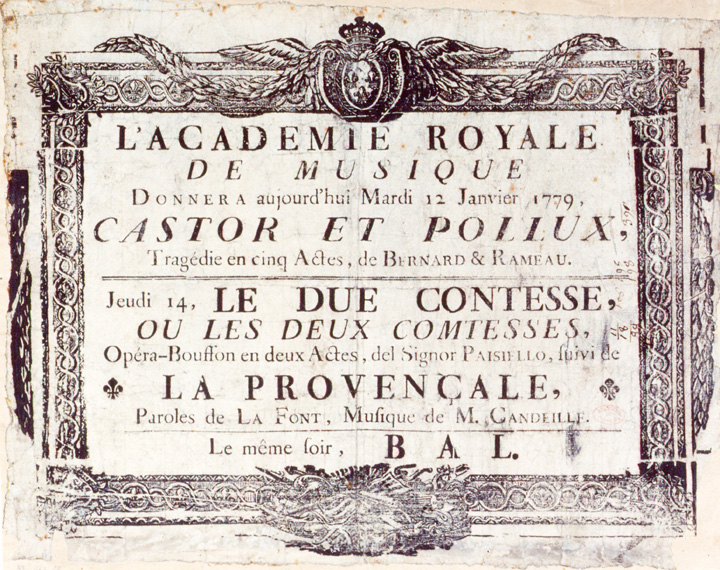 L'ACADEMIE ROYALE
DE MUSIQUE
DONNERA aujourd'hui Mardi 12 Janvier 1779,
CASTOR ET POLLUX,
Tragédie en cinq Actes, de BERNARD & RAMEAU.
Jeudi 14, LE DUE CONTESSE,
OU LES DEUX COMTESSES,
Opéra-Bouffon en deux Actes, del Signor PAISIELLO, suivi de
LA PROVENÇALE,
Paroles de LA FONT, Musique de M. CANDEILLE.
Le même soir, BAL.